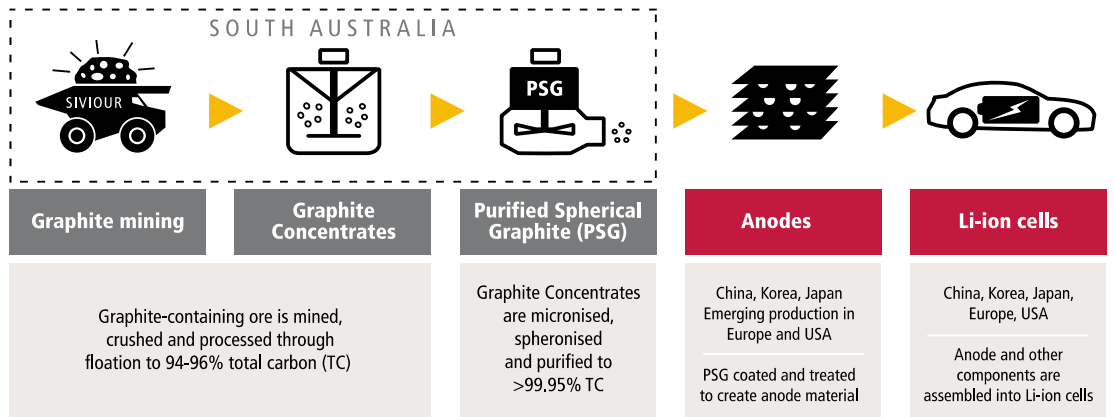 SOUTH AUSTRALIA
SIVIOUR
PSG
Graphite mining
Graphite
Concentrates
Purified Spherical
Graphite (PSG)
Anodes
Li-ion cells
Graphite-containing ore is mined,
crushed and processed through
floation to 94-96% total carbon (TC)
Graphite Concentrates
are micronised,
spheronised
and purified to
>99.95% TC
China, Korea, Japan
Emerging production in
Europe and USA
PSG coated and treated
to create anode material
China, Korea, Japan,
Europe, USA
Anode and other
components are
assembled into Li-ion cells